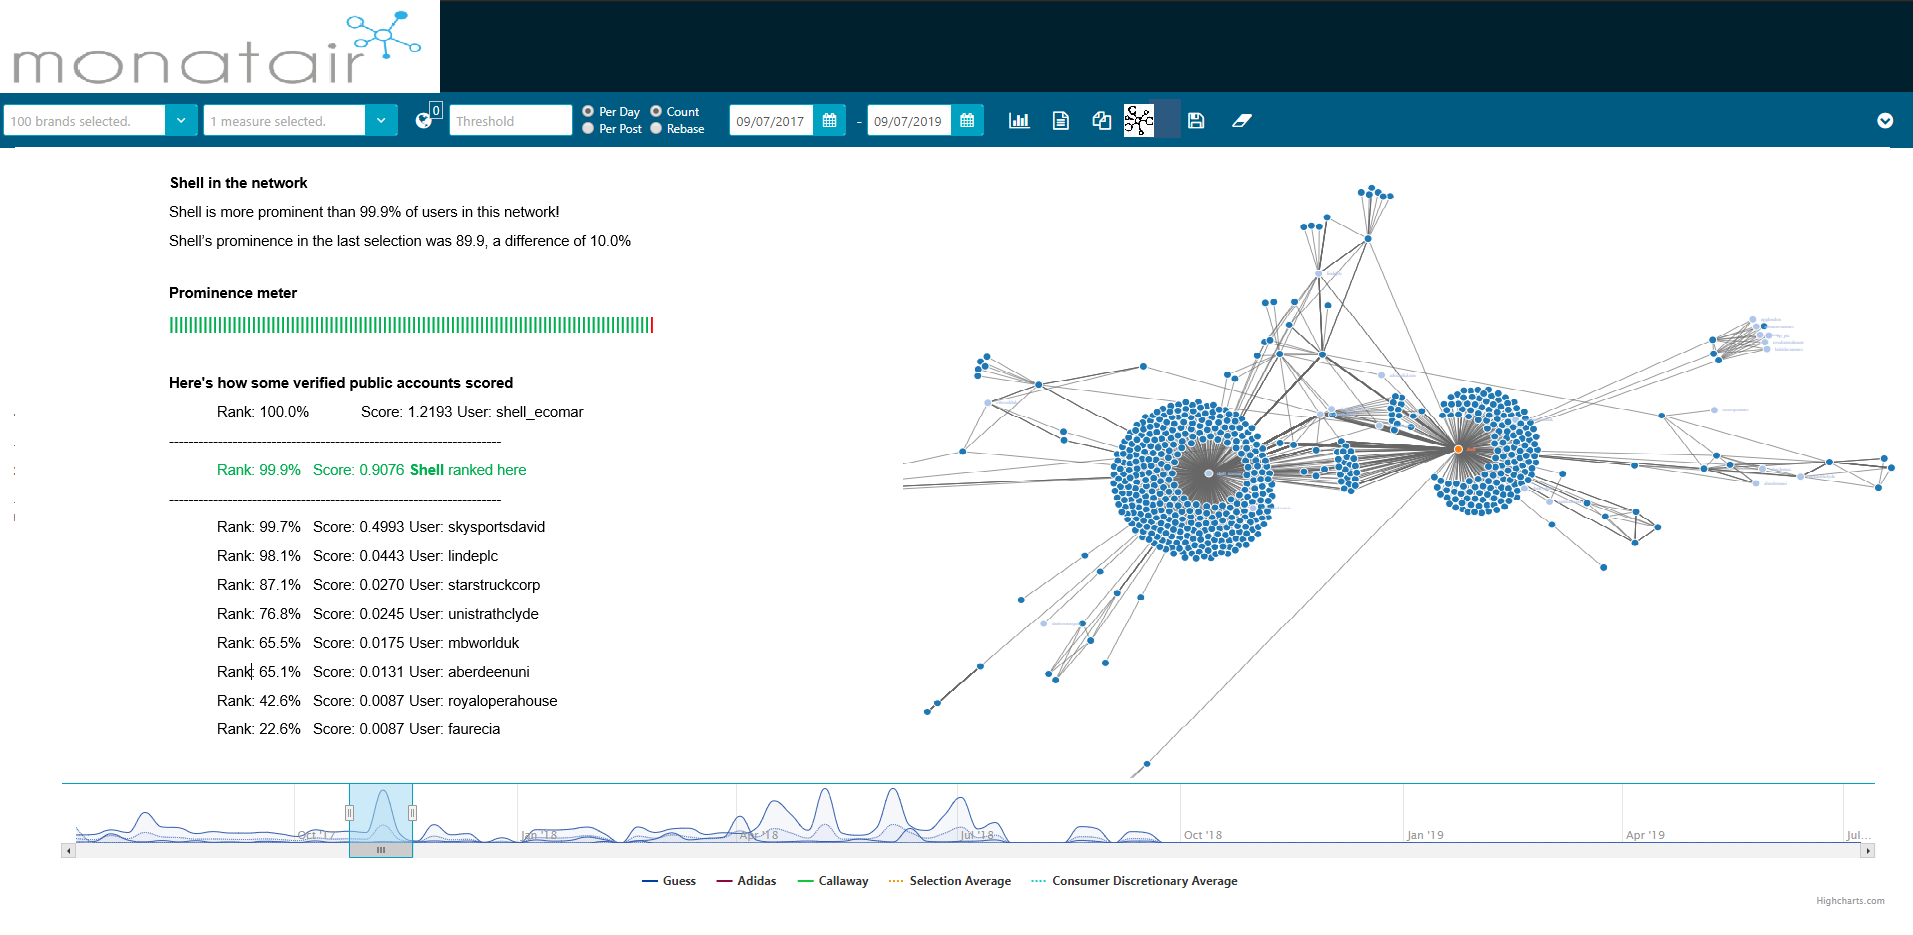 monatair
100 brands selected.
1 measure selected.
0
Threshold
Per Day
Count
Per Post
Rebase
09/07/2017
-
09/07/2019
Shell in the network
Shell is more prominent than 99.9% of users in this network!
Shell's prominence in the last selection was 89.9, a difference of 10.0%
Prominence meter
Here's how some verified public accounts scored
Rank: 100.0% Score: 1.2193 User: shell_ecomar
Rank: 99.9% Score: 0.9076 Shell ranked here
Rank: 99.7% Score: 0.4993 User: skysportsdavid
Rank: 98.1% Score: 0.0443 User: lindeplc
Rank: 87.1% Score: 0.0270 User: starstruckcorp
Rank: 76.8% Score: 0.0245 User: unistrathclyde
Rank: 65.5% Score: 0.0175 User: mbworlduk
Rank: 65.1% Score: 0.0131 User: aberdeenuni
Rank: 42.6% Score: 0.0087 User: royaloperahouse
Rank: 22.6% Score: 0.0087 User: faurecia
Oct '17
Jan '18
Apr '18
Jul '18
Oct '18
Jan '19
Apr '19
Jul...
Guess
Adidas
Callaway
Selection Average
Consumer Discretionary Average
Highcharts.com